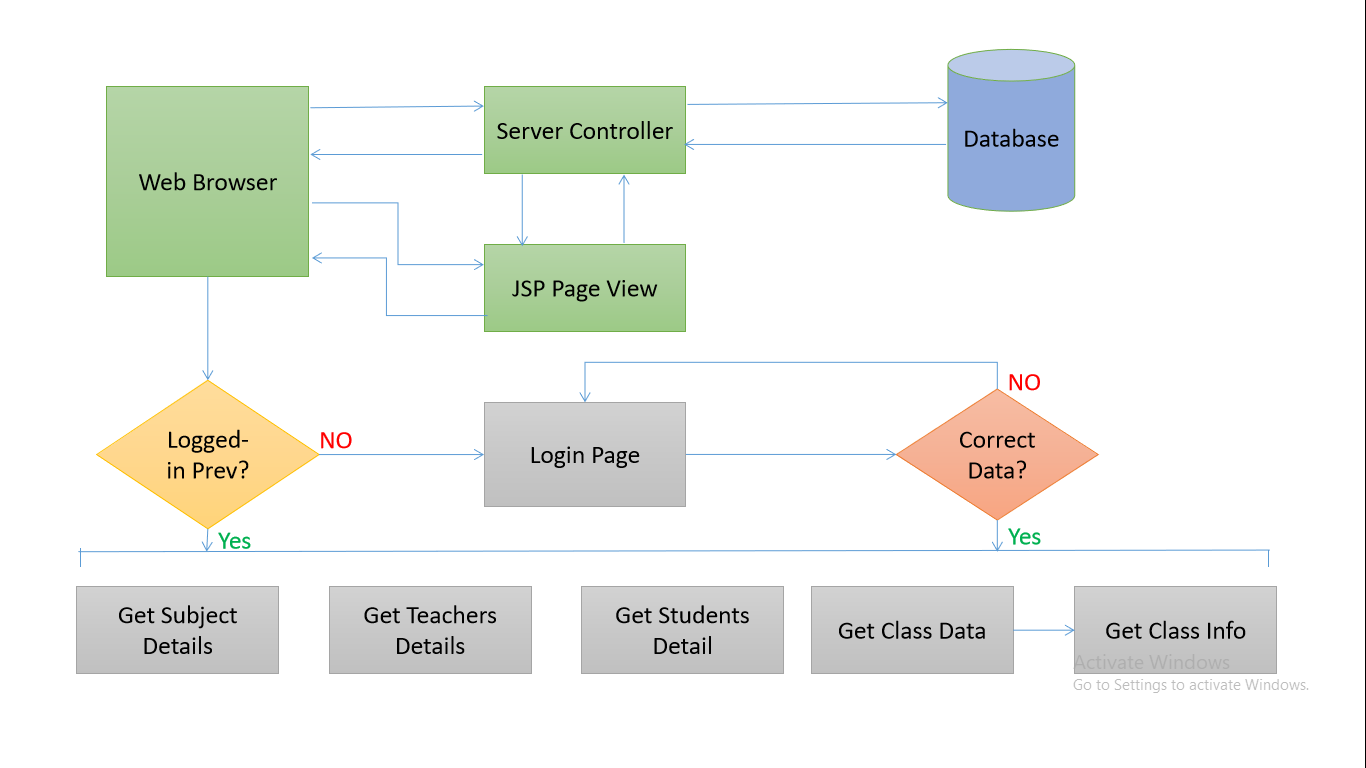 Web Browser
Server Controller
Database
JSP Page View
Logged-
in Prev?
NO
Login Page
Correct
Data?
NO
Yes
Yes
Get Subject
Details
Get Teachers
Details
Get Students
Detail
Get Class Data
Get Class Info
Activate Windows
Go to Settings to activate Windows.